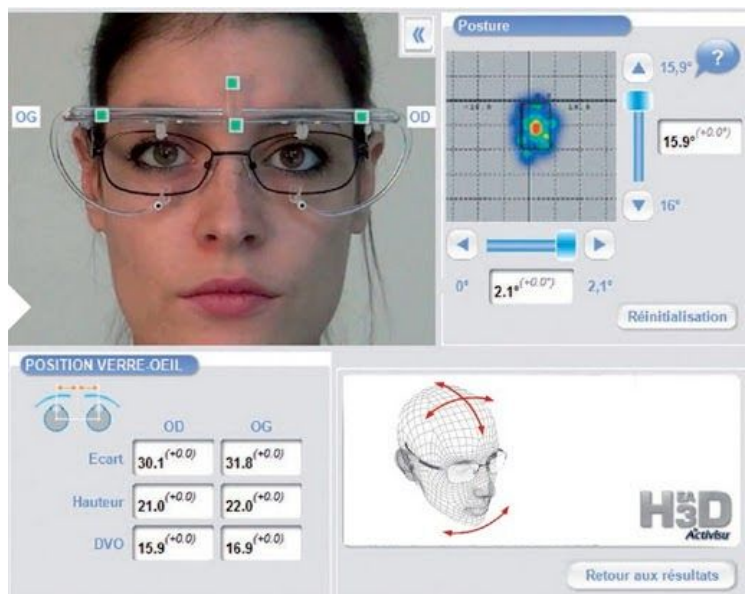 Posture
«
?
15,9°
OG
OD
15.9°(+0.0°)
16°
0°
2.1°(+0.0°)
2,1°
Réinitialisation
POSITION VERRE-OEIL
OD OG
Ecart 30.1(+0.0) 31.8(+0.0)
Hauteur 21.0(+0.0) 22.0(+0.0)
DVO 15.9(+0.0) 16.9(+0.0)
H3D
Activisu
Retour aux résultats